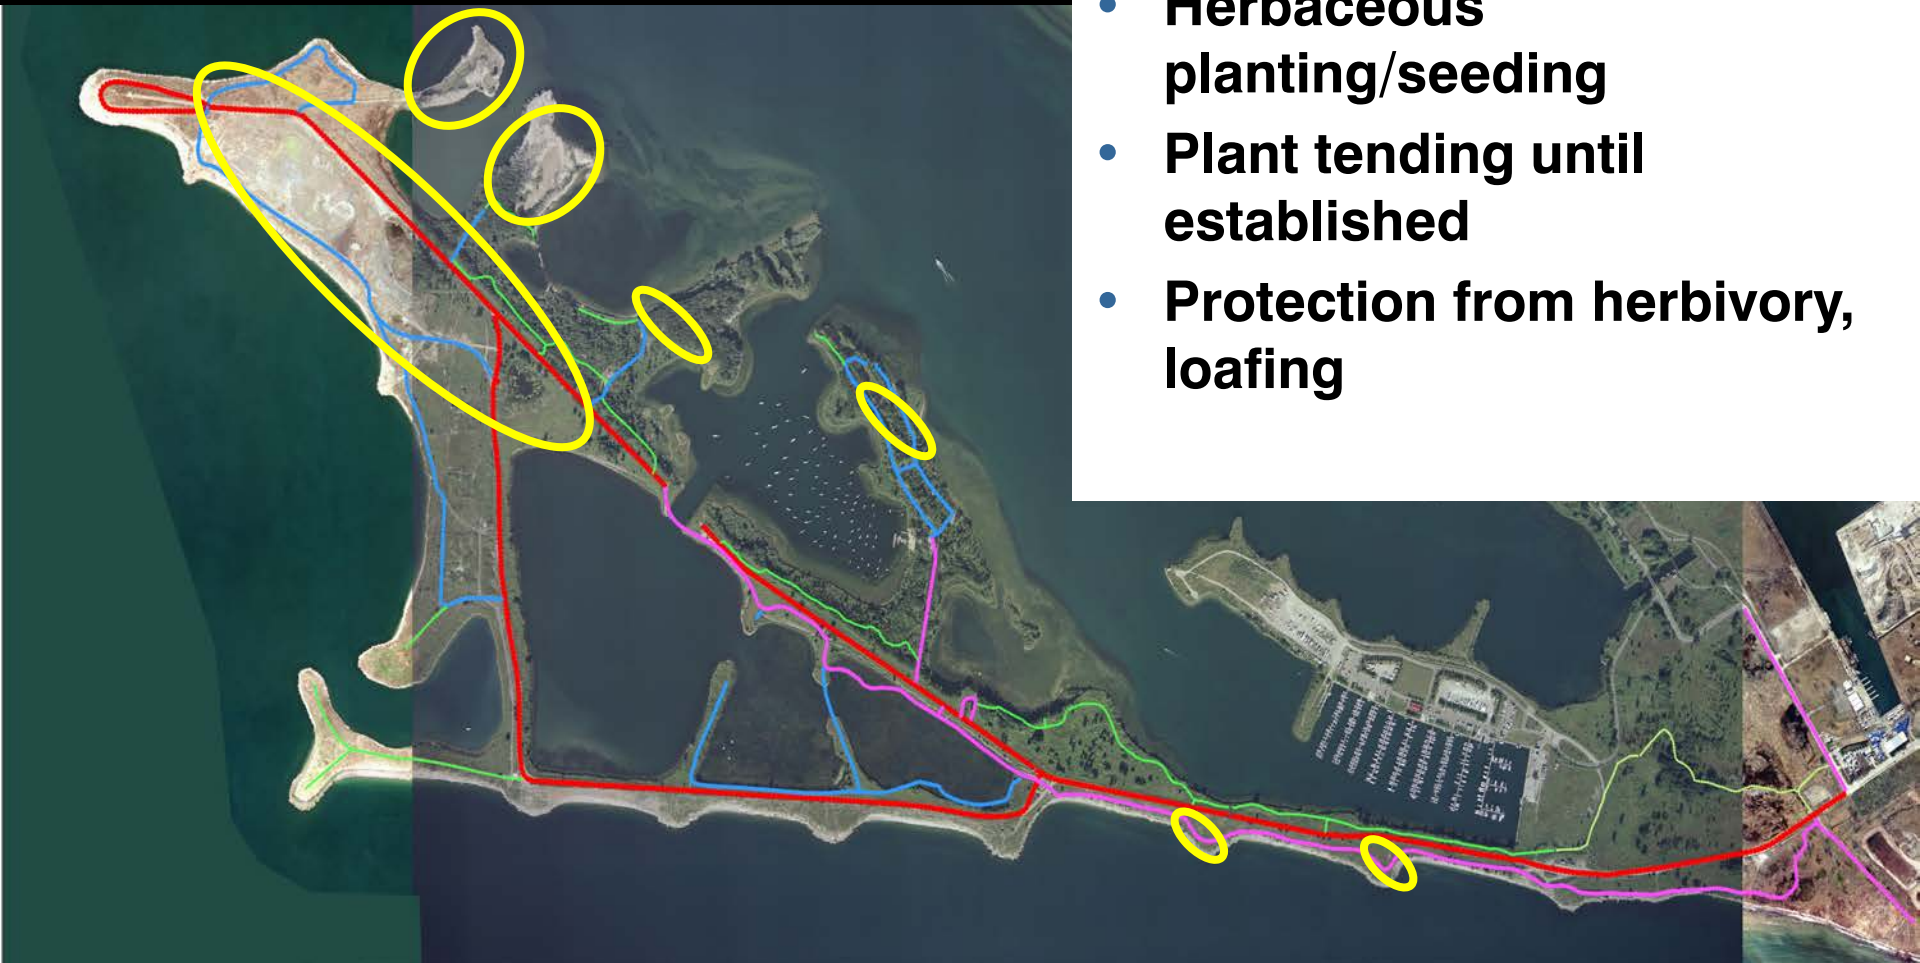 • Herbaceous
planting/seeding
• Plant tending until
established
• Protection from herbivory,
loafing